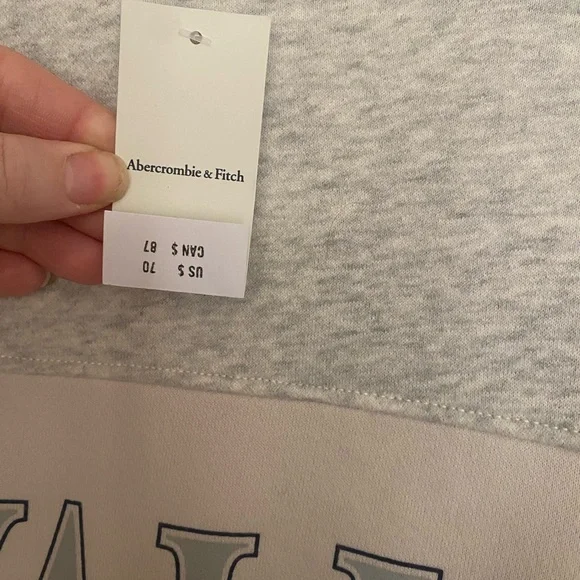 Abercrombie & Fitch
US $ 70
CAN $ 87